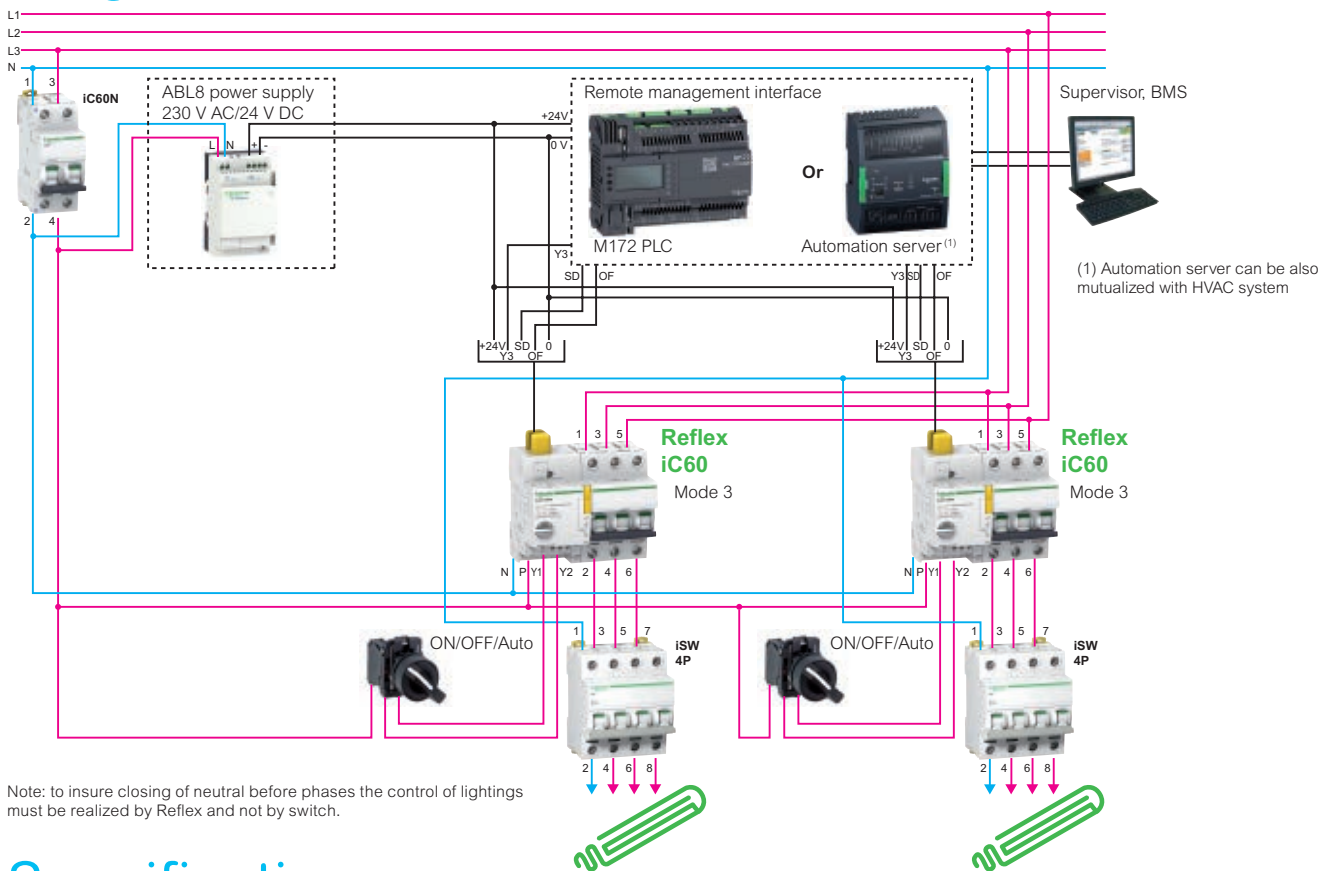 L1
L2
L3
N
1
3
iC60N
2
4
ABL8 power supply
230 V AC/24 V DC
L
N
+
-
+24V
0 V
Remote management interface
Or
M172 PLC
Automation server (1)
Supervisor, BMS
(1) Automation server can be also
mutualized with HVAC system
Y3
SD
OF
Y3
SD
OF
+24V
Y3
SD
OF
0
+24V
Y3
SD
OF
0
1
3
5
Reflex
iC60
Mode 3
N
P
Y1
Y2
2
4
6
1
3
5
Reflex
iC60
Mode 3
N
P
Y1
Y2
2
4
6
ON/OFF/Auto
1
3
5
7
iSW
4P
2
4
6
8
ON/OFF/Auto
1
3
5
7
iSW
4P
2
4
6
8
Note: to insure closing of neutral before phases the control of lightings
must be realized by Reflex and not by switch.